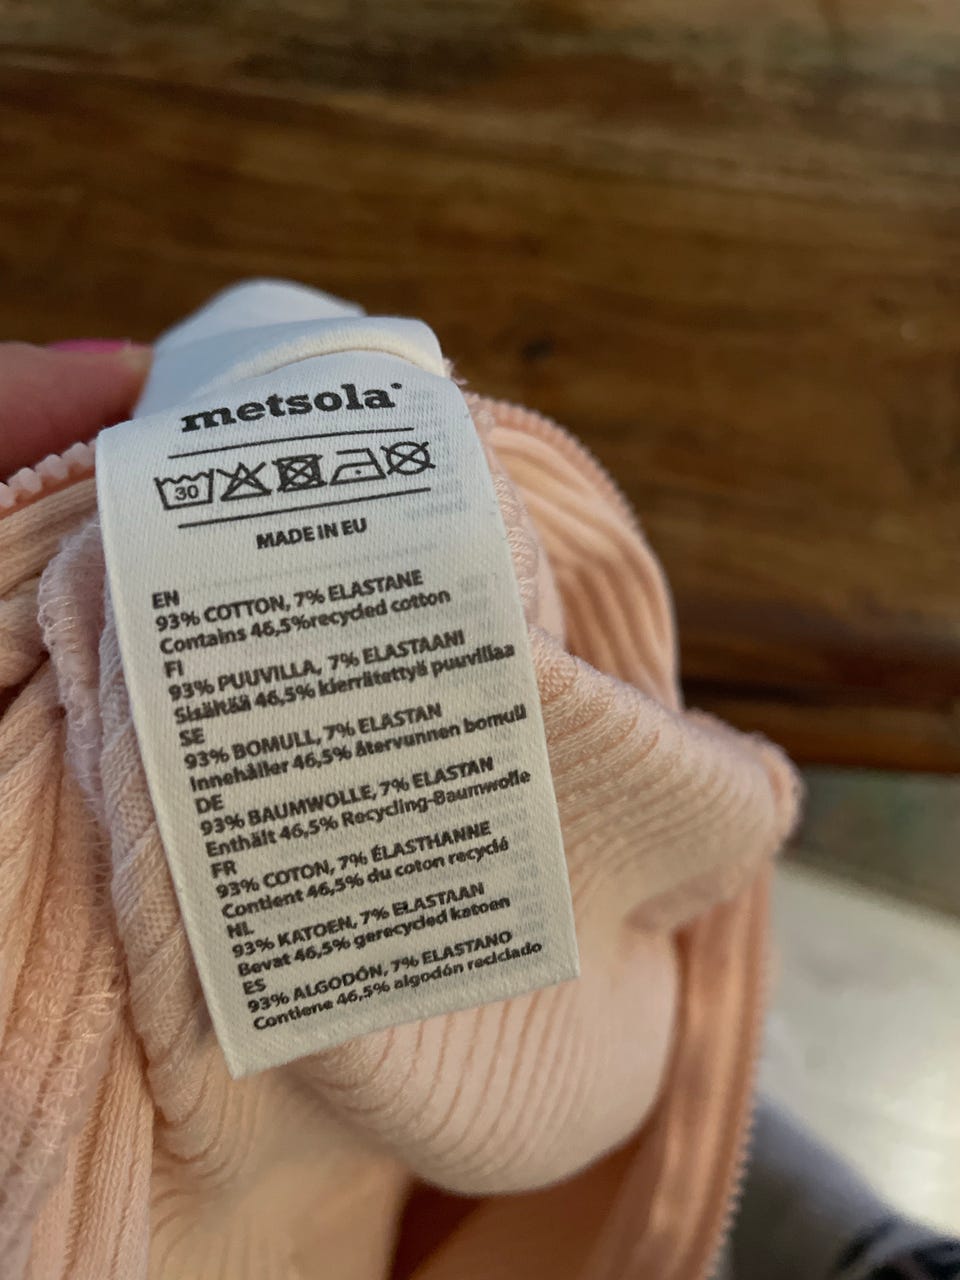 metsola®
30
MADE IN EU
EN
93% COTTON, 7% ELASTANE
Contains 46,5%recycled cotton
FI
93% PUUVILLA, 7% ELASTAANI
Sisältää 46,5% kierrätettyä puuvillaa
SE
93% BOMULL, 7% ELASTAN
Innehåller 46,5% återvunnen bomull
DE
93% BAUMWOLLE, 7% ELASTAN
Enthält 46,5% Recycling-Baumwolle
FR
93% COTON, 7% ÉLASTHANNE
Contient 46,5% du coton recyclé
NL
93% KATOEN, 7% ELASTAAN
Bevat 46,5% gerecycled katoen
ES
93% ALGODÓN, 7% ELASTANO
Contiene 46,5% algodón reciclado